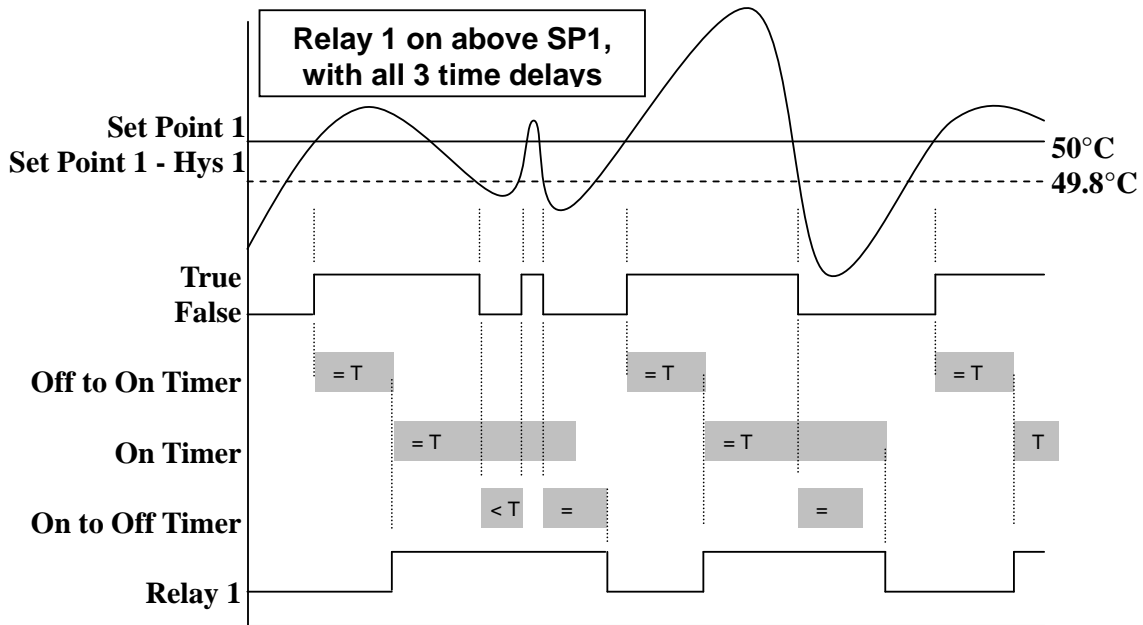 Relay 1 on above SP1,
with all 3 time delays
Set Point 1
50°C
Set Point 1 - Hys 1
49.8°C
True
False
Off to On Timer
= T
= T
= T
On Timer
= T
= T
T
On to Off Timer
< T
=
=
Relay 1